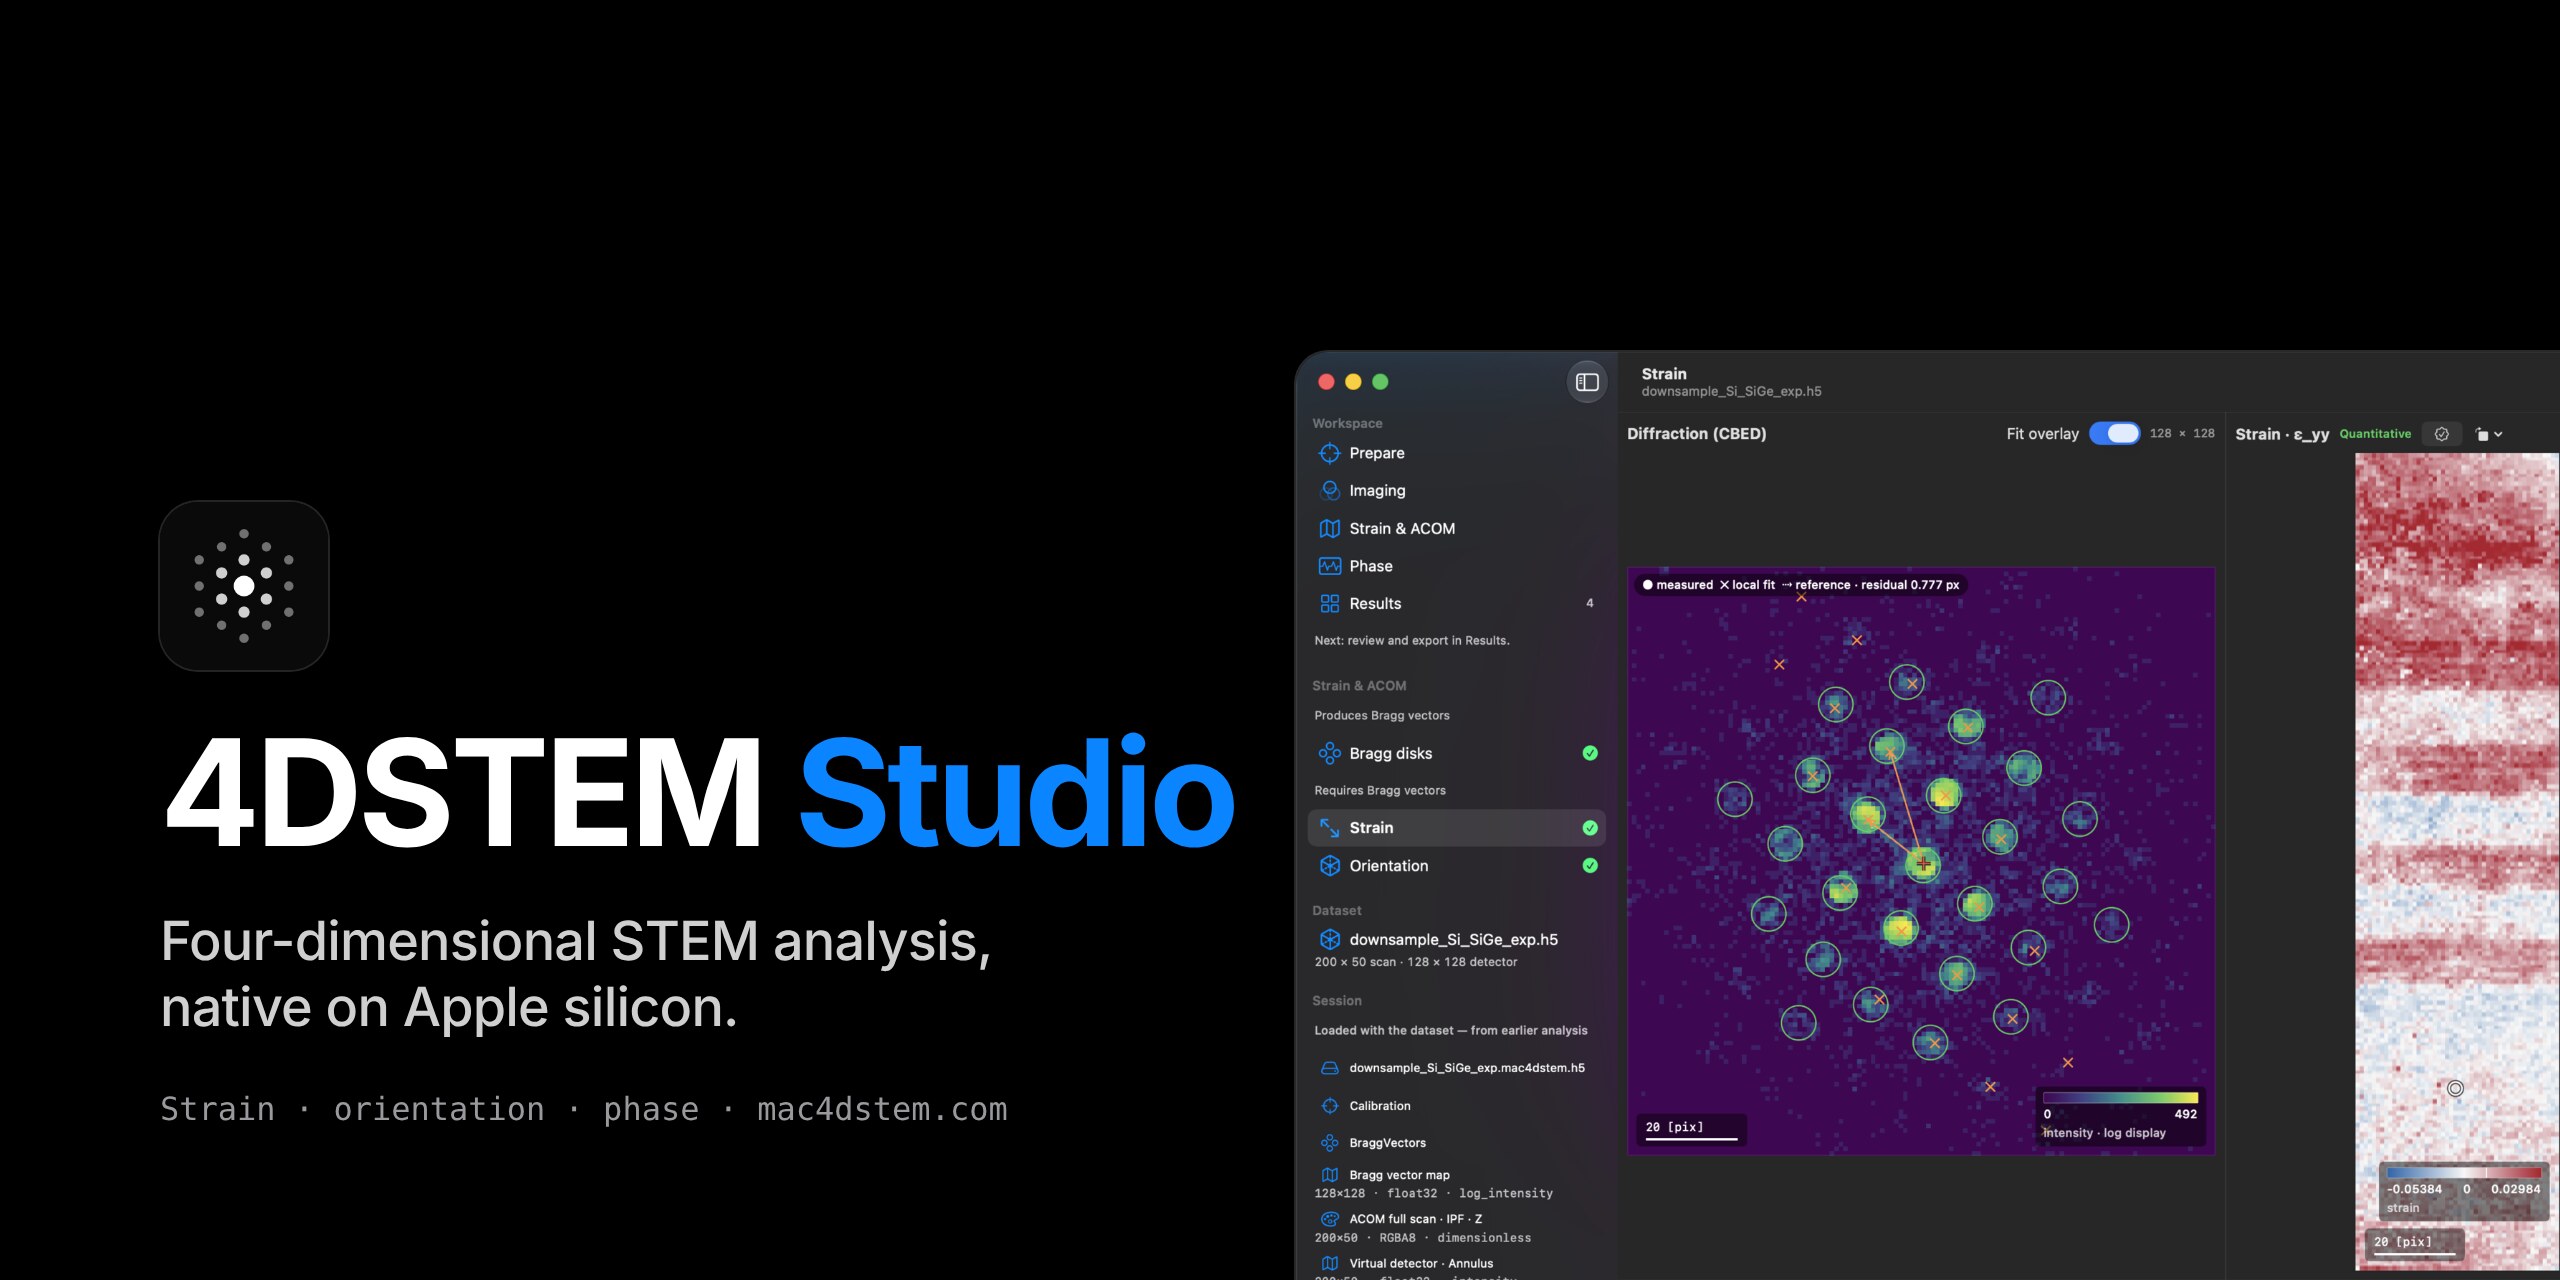 4DSTEM Studio
Four-dimensional STEM analysis,
native on Apple silicon.
Strain · orientation · phase · mac4dstem.com
Workspace
Prepare
Imaging
Strain & ACOM
Phase
Results 4
Next: review and export in Results.
Strain & ACOM
Produces Bragg vectors
Bragg disks
Requires Bragg vectors
Strain
Orientation
Dataset
downsample_Si_SiGe_exp.h5
200 × 50 scan · 128 × 128 detector
Session
Loaded with the dataset — from earlier analysis
downsample_Si_SiGe_exp.mac4dstem.h5
Calibration
BraggVectors
Bragg vector map
128×128 · float32 · log_intensity
ACOM full scan · IPF · Z
200×50 · RGBA8 · dimensionless
Virtual detector · Annulus
Strain
downsample_Si_SiGe_exp.h5
Diffraction (CBED) Fit overlay 128 × 128
measured × local fit ⇢ reference · residual 0.777 px
20 [pix]
0 492
intensity · log display
Strain · ε_yy Quantitative
-0.05384 0 0.02984
strain
20 [pix]